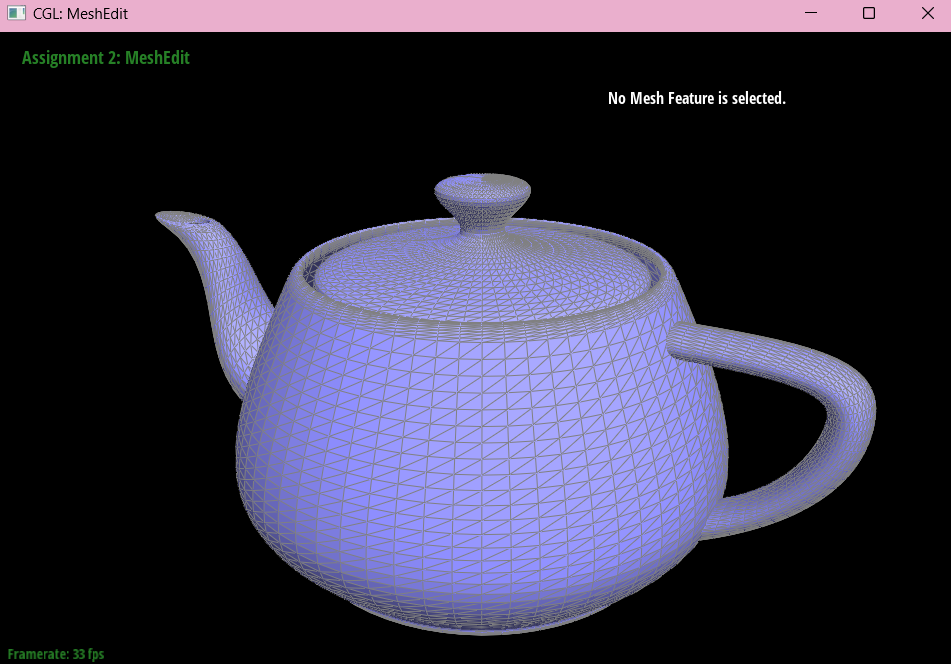 CGL: MeshEdit
Assignment 2: MeshEdit
No Mesh Feature is selected.
Framerate: 33 fps